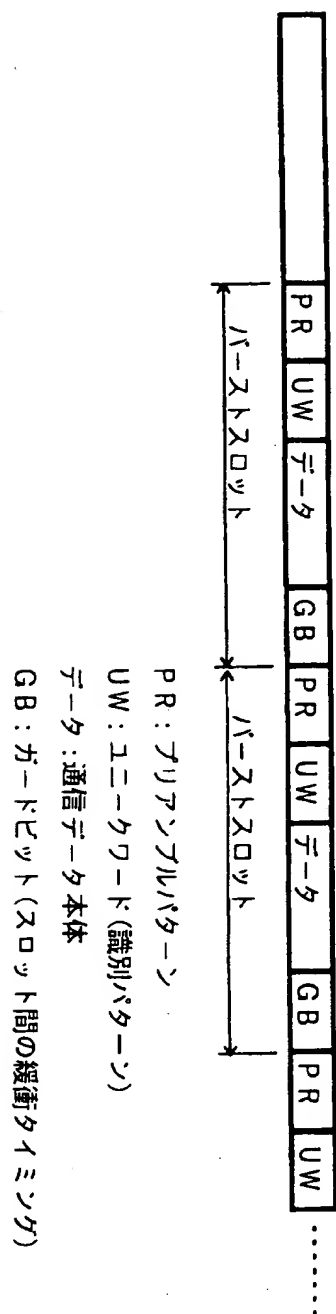 PR UW データ GB PR UW データ GB PR UW ......
バーストスロット バーストスロット
PR：プリアンブルパターン
UW：ユニークワード(識別パターン)
データ：通信データ本体
GB：ガードビット(スロット間の緩衝タイミング)